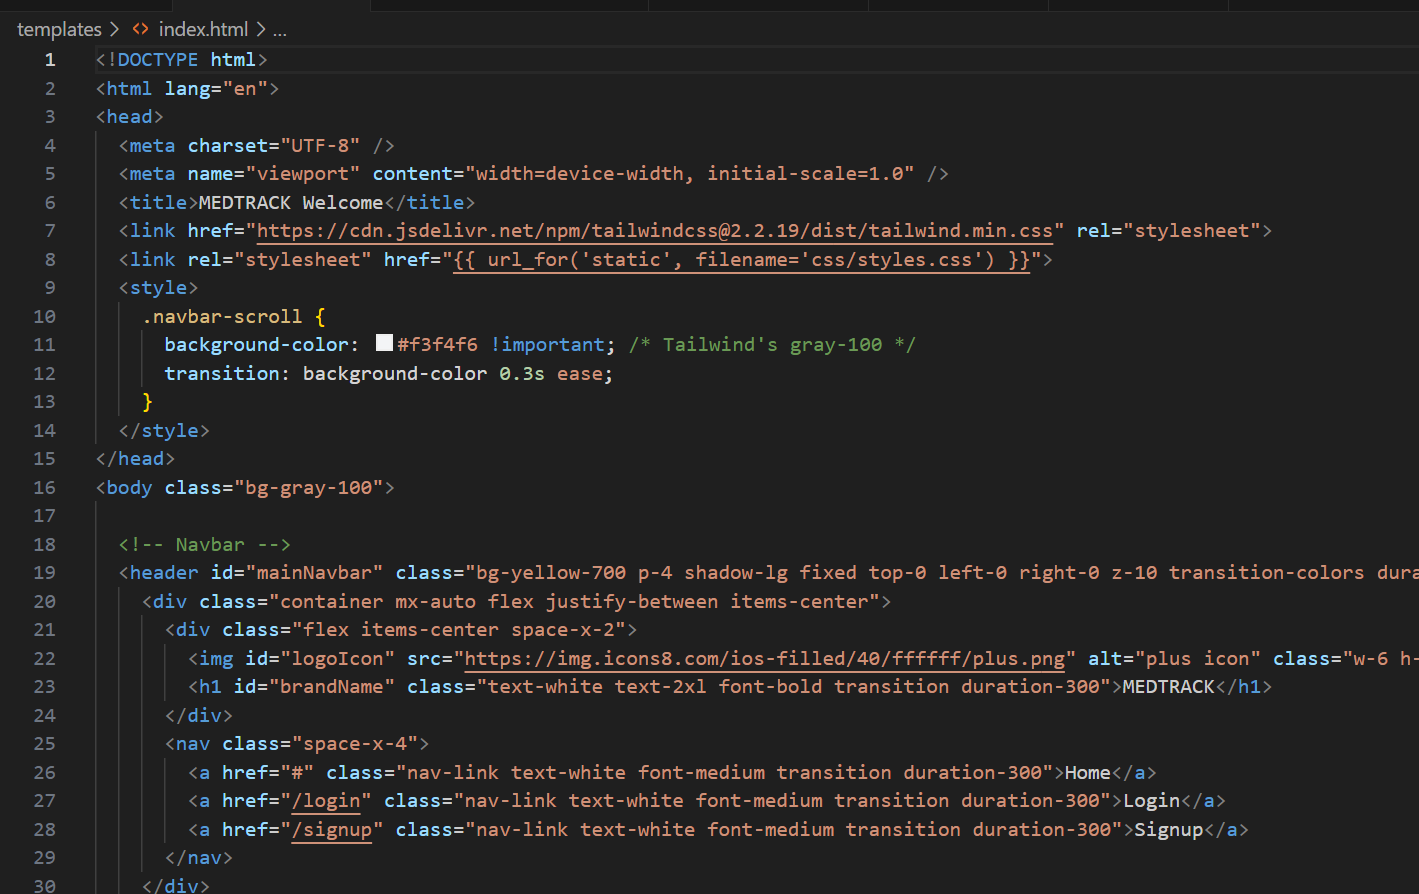 templates > <> index.html > ...
1 <!DOCTYPE html>
2 <html lang="en">
3 <head>
4 <meta charset="UTF-8" />
5 <meta name="viewport" content="width=device-width, initial-scale=1.0" />
6 <title>MEDTRACK Welcome</title>
7 <link href="https://cdn.jsdelivr.net/npm/tailwindcss@2.2.19/dist/tailwind.min.css" rel="stylesheet">
8 <link rel="stylesheet" href="{{ url_for('static', filename='css/styles.css') }}">
9 <style>
10 .navbar-scroll {
11 background-color: #f3f4f6 !important; /* Tailwind's gray-100 */
12 transition: background-color 0.3s ease;
13 }
14 </style>
15 </head>
16 <body class="bg-gray-100">
17
18 <!-- Navbar -->
19 <header id="mainNavbar" class="bg-yellow-700 p-4 shadow-lg fixed top-0 left-0 right-0 z-10 transition-colors dura
20 <div class="container mx-auto flex justify-between items-center">
21 <div class="flex items-center space-x-2">
22 <img id="logoIcon" src="https://img.icons8.com/ios-filled/40/ffffff/plus.png" alt="plus icon" class="w-6 h-
23 <h1 id="brandName" class="text-white text-2xl font-bold transition duration-300">MEDTRACK</h1>
24 </div>
25 <nav class="space-x-4">
26 <a href="#" class="nav-link text-white font-medium transition duration-300">Home</a>
27 <a href="/login" class="nav-link text-white font-medium transition duration-300">Login</a>
28 <a href="/signup" class="nav-link text-white font-medium transition duration-300">Signup</a>
29 </nav>
30 </div>